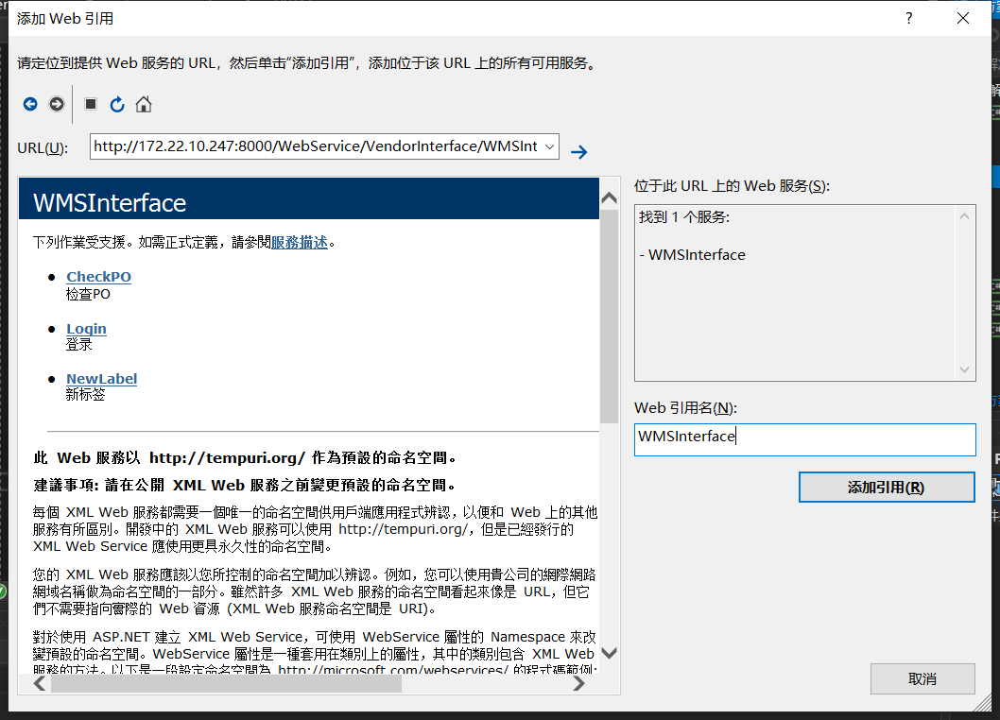 添加 Web 引用
?
请定位到提供 Web 服务的 URL，然后单击“添加引用”，添加位于该 URL 上的所有可用服务。
URL(U):
http://172.22.10.247:8000/WebService/VendorInterface/WMSInt
WMSInterface
下列作業受支援。如需正式定義，請參閱服務描述。
CheckPO
检查PO
Login
登录
NewLabel
新标签
此 Web 服務以 http://tempuri.org/ 作為預設的命名空間。
建議事項: 請在公開 XML Web 服務之前變更預設的命名空間。
每個 XML Web 服務都需要一個唯一的命名空間供用戶端應用程式辨認，以便和 Web 上的其他
服務有所區別。開發中的 XML Web 服務可以使用 http://tempuri.org/，但是已經發行的
XML Web Service 應使用更具永久性的命名空間。
您的 XML Web 服務應該以您所控制的命名空間加以辨認。例如，您可以使用貴公司的網際網路
網域名稱做為命名空間的一部分。雖然許多 XML Web 服務的命名空間看起來像是 URL，但它
們不需要指向實際的 Web 資源 (XML Web 服務命名空間是 URI)。
對於使用 ASP.NET 建立 XML Web Service，可使用 WebService 屬性的 Namespace 來改
變預設的命名空間。WebService 屬性是一種套用在類別上的屬性，其中的類別包含 XML Web
服務的方法。以下是一段設定命名空間為 http://microsoft.com/webservices/ 的程式碼範例:
位于此 URL 上的 Web 服务(S):
找到 1 个服务:
- WMSInterface
Web 引用名(N):
WMSInterface
添加引用(R)
取消